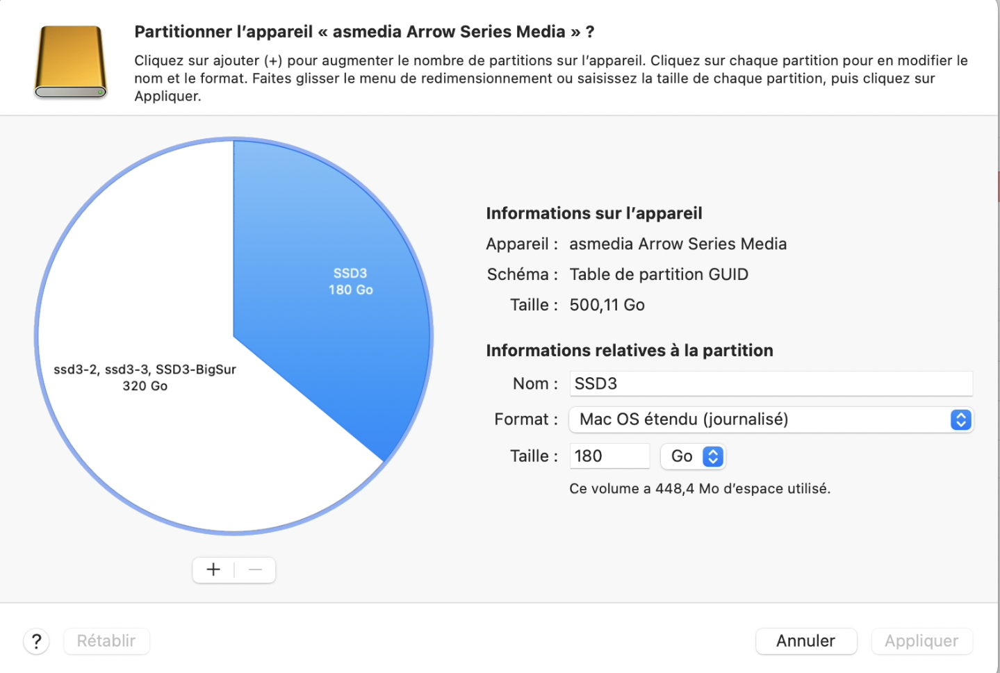 Partitionner l’appareil « asmedia Arrow Series Media » ?
Cliquez sur ajouter (+) pour augmenter le nombre de partitions sur l’appareil. Cliquez sur chaque partition pour en modifier le
nom et le format. Faites glisser le menu de redimensionnement ou saisissez la taille de chaque partition, puis cliquez sur
Appliquer.
SSD3
180 Go
ssd3-2, ssd3-3, SSD3-BigSur
320 Go
+ −
Informations sur l’appareil
Appareil : asmedia Arrow Series Media
Schéma : Table de partition GUID
Taille : 500,11 Go
Informations relatives à la partition
Nom : SSD3
Format : Mac OS étendu (journalisé)
Taille : 180 Go
Ce volume a 448,4 Mo d’espace utilisé.
? Rétablir Annuler Appliquer